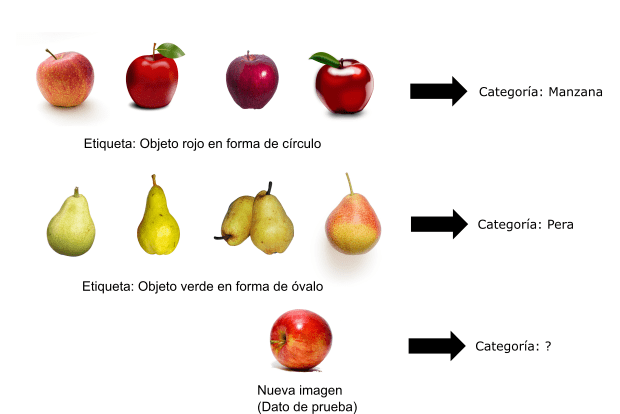 Categoría: Manzana
Etiqueta: Objeto rojo en forma de círculo
Categoría: Pera
Etiqueta: Objeto verde en forma de óvalo
Categoría: ?
Nueva imagen
(Dato de prueba)